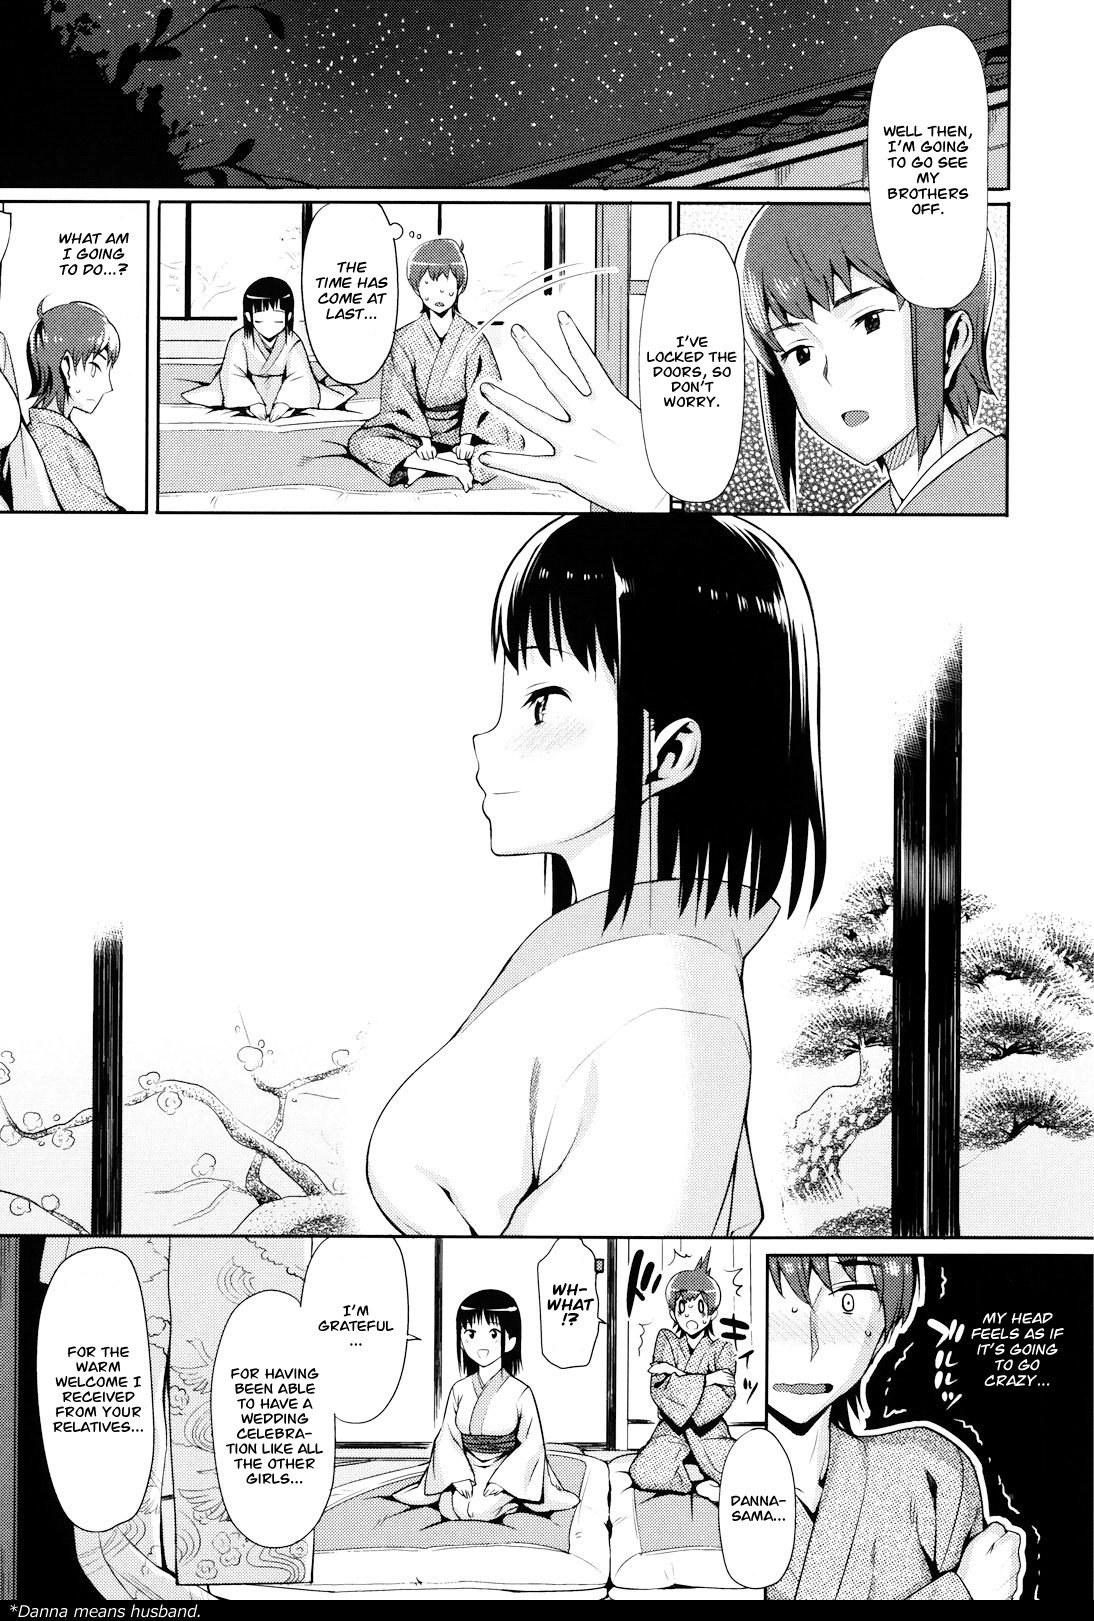 WELL THEN,
I'M GOING
TO GO SEE
MY
BROTHERS
OFF.
I'VE
LOCKED THE
DOORS, SO
DON'T
WORRY.
THE
TIME HAS
COME AT
LAST...
WHAT AM
I GOING
TO DO...?
MY HEAD
FEELS AS IF
IT'S GOING
TO GO
CRAZY...
DANNA-
SAMA...
WH-
WHAT
!?
I'M
GRATEFUL
...
FOR HAVING
BEEN ABLE
TO HAVE A
WEDDING
CELEBRA-
TION LIKE ALL
THE OTHER
GIRLS...
FOR THE
WARM
WELCOME I
RECEIVED
FROM YOUR
RELATIVES...
*Danna means husband.